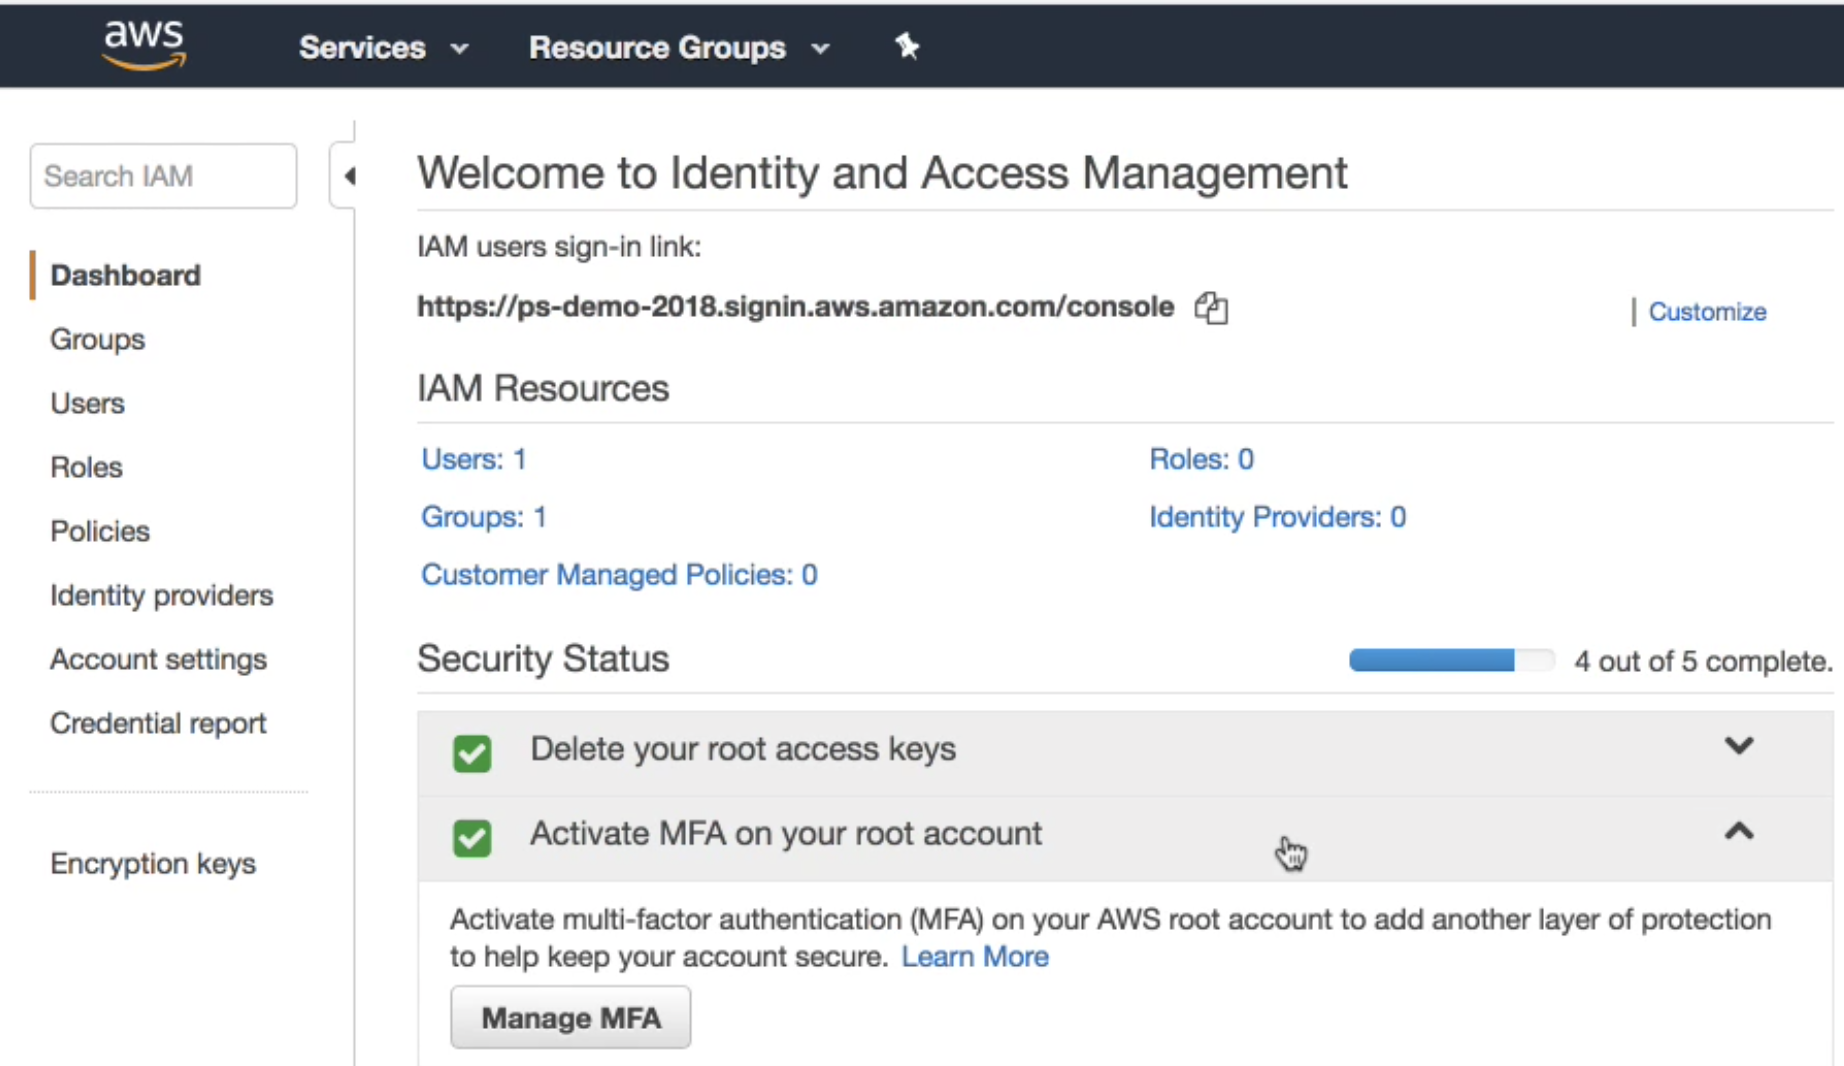 aws
Services
Resource Groups
Search IAM
Dashboard
Groups
Users
Roles
Policies
Identity providers
Account settings
Credential report
Encryption keys
Welcome to Identity and Access Management
IAM users sign-in link:
https://ps-demo-2018.signin.aws.amazon.com/console
Customize
IAM Resources
Users: 1
Roles: 0
Groups: 1
Identity Providers: 0
Customer Managed Policies: 0
Security Status
4 out of 5 complete.
Delete your root access keys
Activate MFA on your root account
Activate multi-factor authentication (MFA) on your AWS root account to add another layer of protection
to help keep your account secure. Learn More
Manage MFA